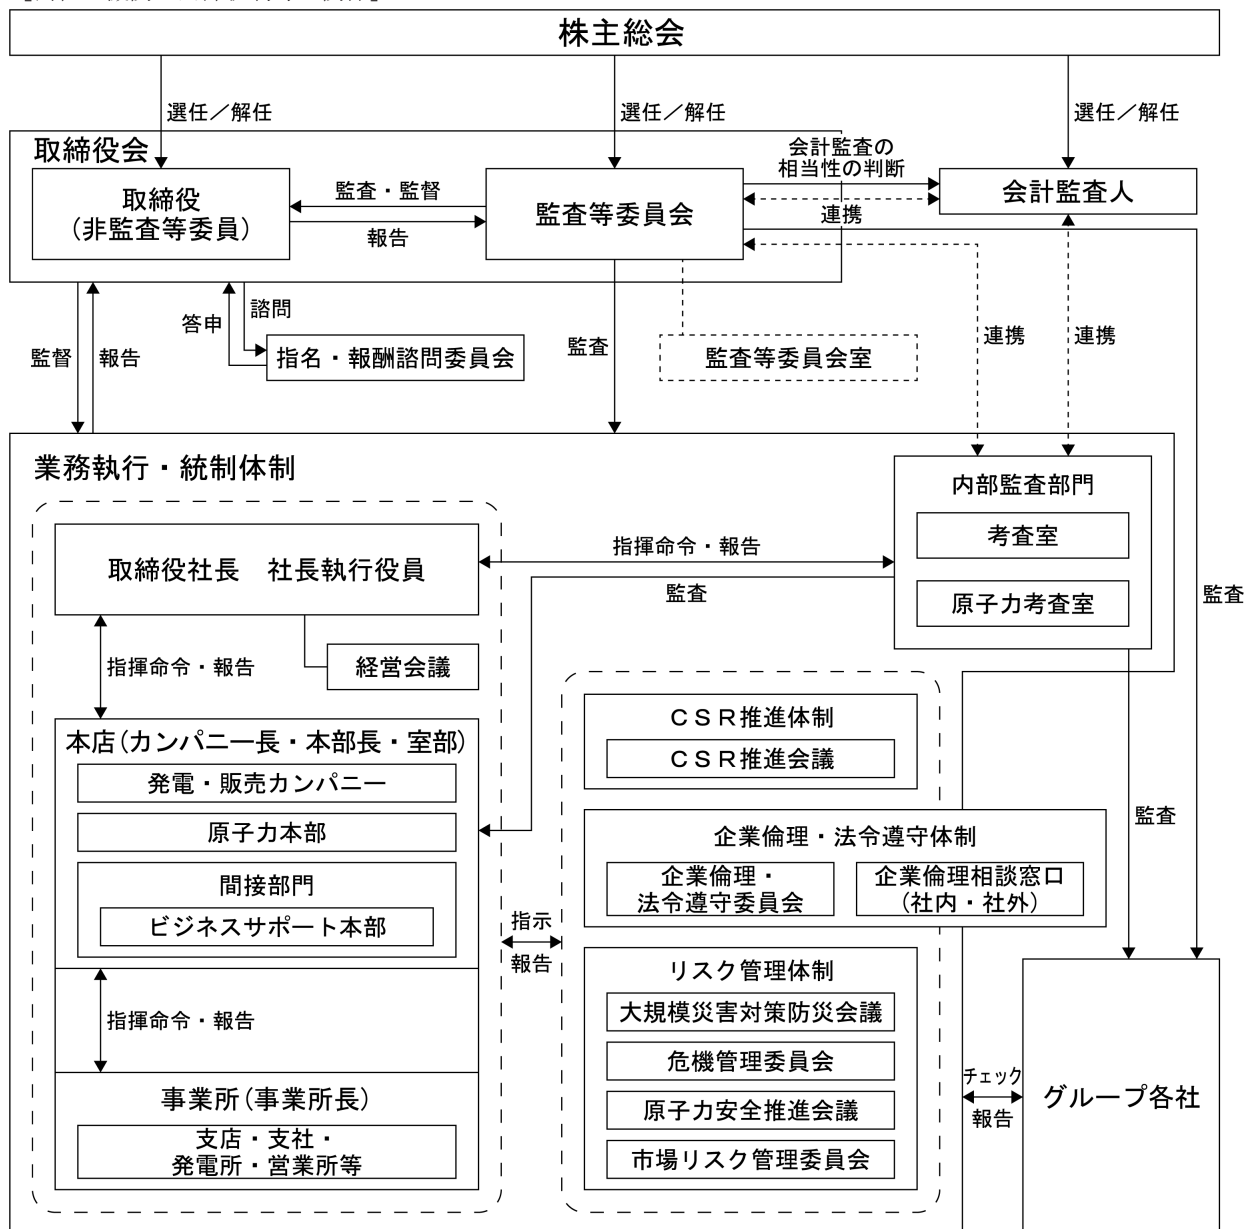 株主総会
選任／解任
選任／解任
選任／解任
取締役会
会計監査の
相当性の判断
取締役
(非監査等委員)
監査・監督
報告
監査等委員会
連携
会計監査人
諮問
答申
監督
報告
指名・報酬諮問委員会
監査
監査等委員会室
連携
連携
業務執行・統制体制
内部監査部門
考査室
原子力考査室
取締役社長　社長執行役員
指揮命令・報告
監査
監査
指揮命令・報告
経営会議
ＣＳＲ推進体制
ＣＳＲ推進会議
本店(カンパニー長・本部長・室部)
発電・販売カンパニー
原子力本部
間接部門
ビジネスサポート本部
企業倫理・法令遵守体制
企業倫理・
法令遵守委員会
企業倫理相談窓口
(社内・社外)
監査
指示
報告
リスク管理体制
大規模災害対策防災会議
危機管理委員会
原子力安全推進会議
市場リスク管理委員会
指揮命令・報告
事業所(事業所長)
支店・支社・
発電所・営業所等
チェック
報告
グループ各社